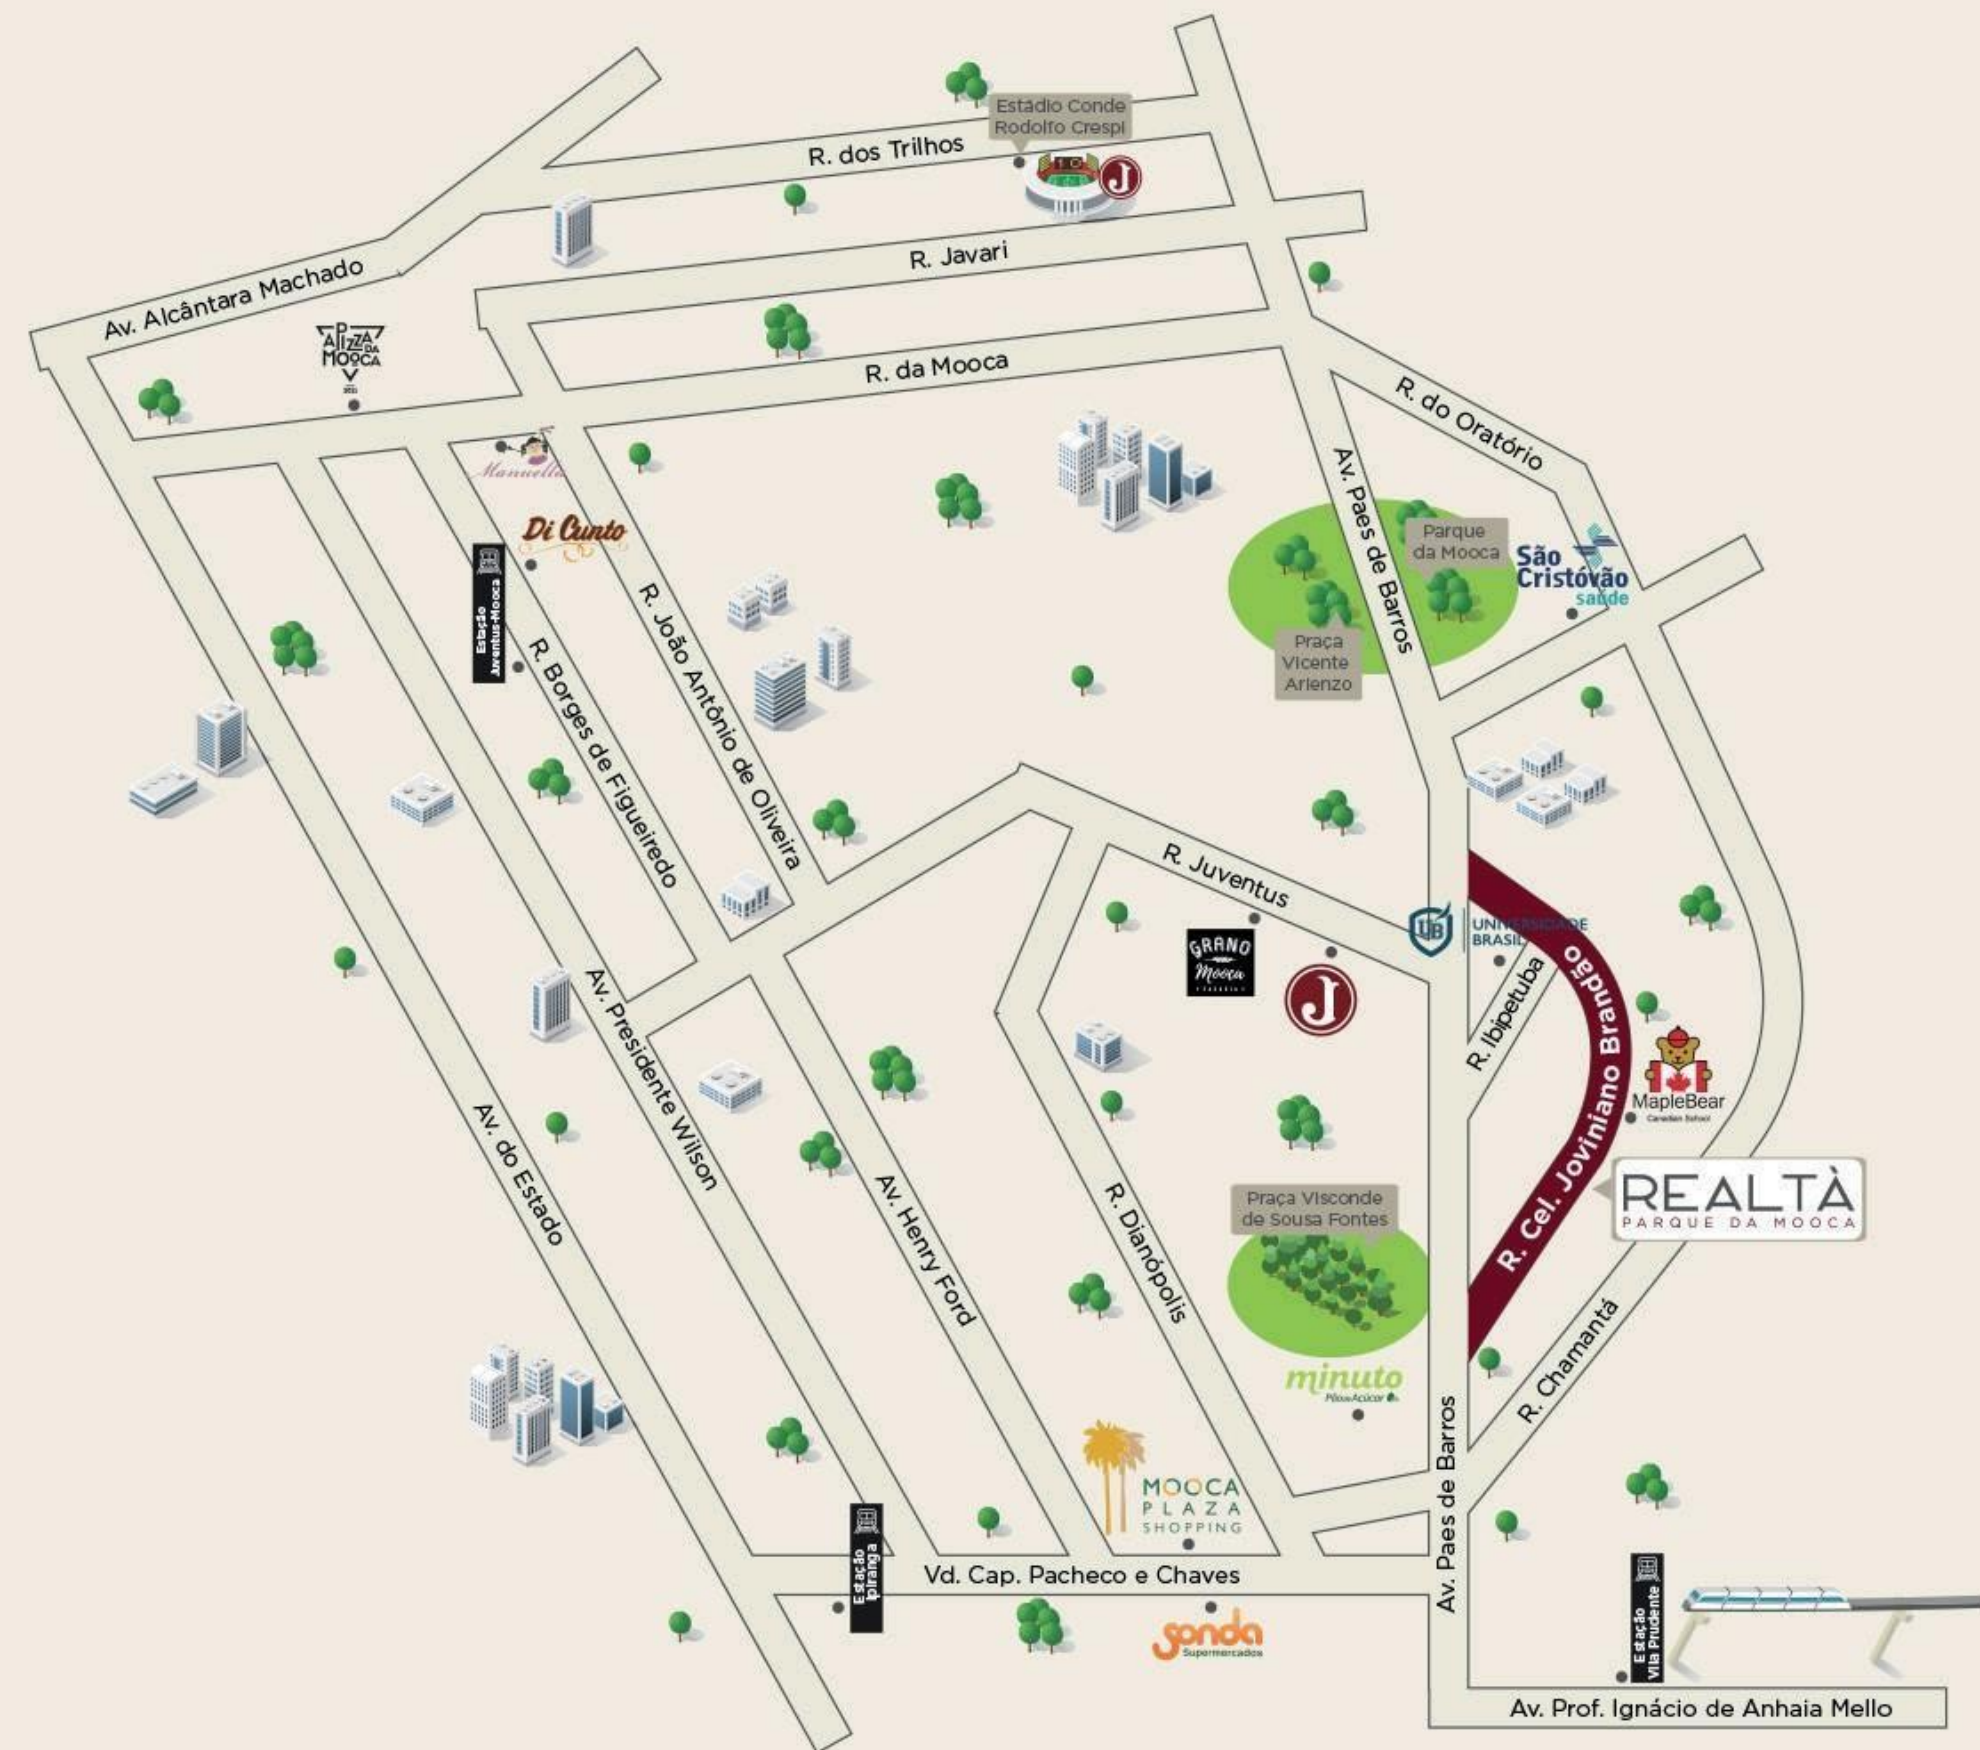 Estádio Conde
Rodolfo Crespi
R. dos Trilhos
J
R. Javari
Av. Alcântara Machado
A PIZZA DA
MOOCA
R. da Mooca
R. do Oratório
Manuella
Di Cunto
Av. Paes de Barros
Parque
da Mooca
São
Cristóvão
saúde
Estação
Juventus-Mooca
R. João Antônio de Oliveira
Praça
Vicente
Arienzo
R. Borges de Figueiredo
R. Juventus
UB
UNIVERSIDADE
BRASIL
GRANO
Mooca
J
R. Ibipetuba
R. Cel. Joviniano Brandão
MapleBear
Canadian School
Av. Presidente Wilson
Av. do Estado
Av. Henry Ford
R. Dianópolis
Praça Visconde
de Sousa Fontes
REALTÀ
PARQUE DA MOOCA
R. Chamantá
minuto
Pão de Açúcar
MOOCA
PLAZA
SHOPPING
Av. Paes de Barros
Estação
Ipiranga
Vd. Cap. Pacheco e Chaves
sonda
Supermercados
Estação
Vila Prudente
Av. Prof. Ignácio de Anhaia Mello